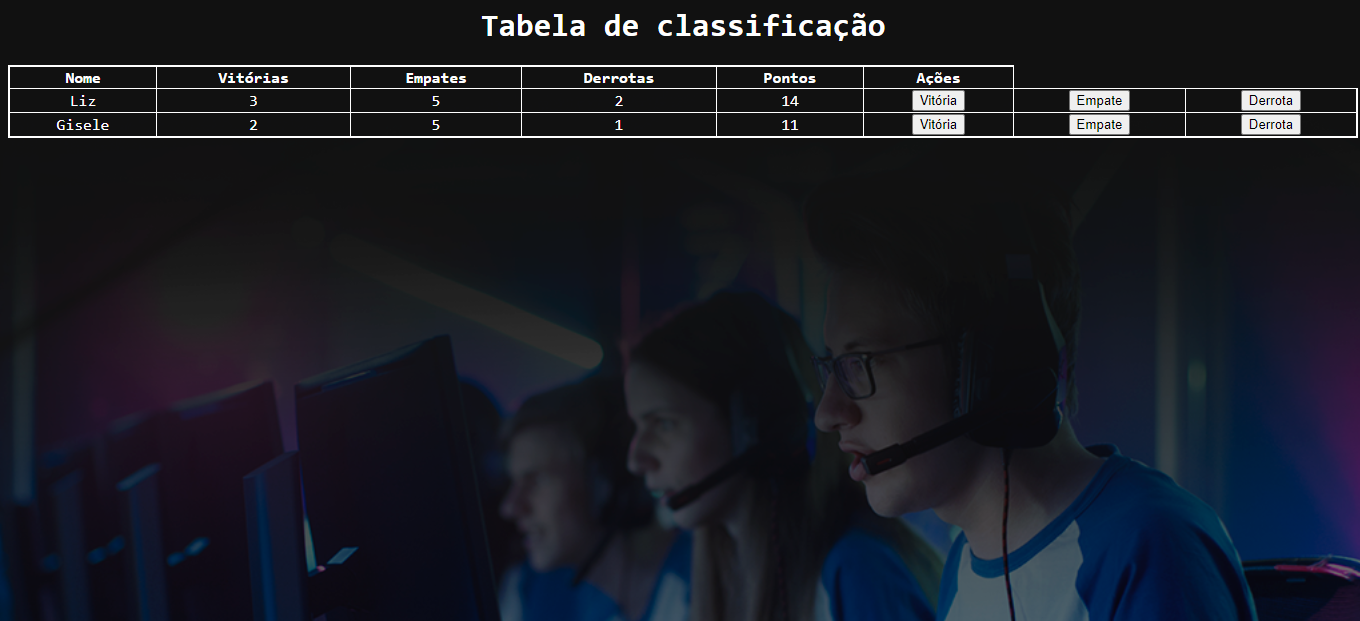 Tabela de classificação
Nome Vitórias Empates Derrotas Pontos Ações
Liz 3 5 2 14 Vitória Empate Derrota
Gisele 2 5 1 11 Vitória Empate Derrota